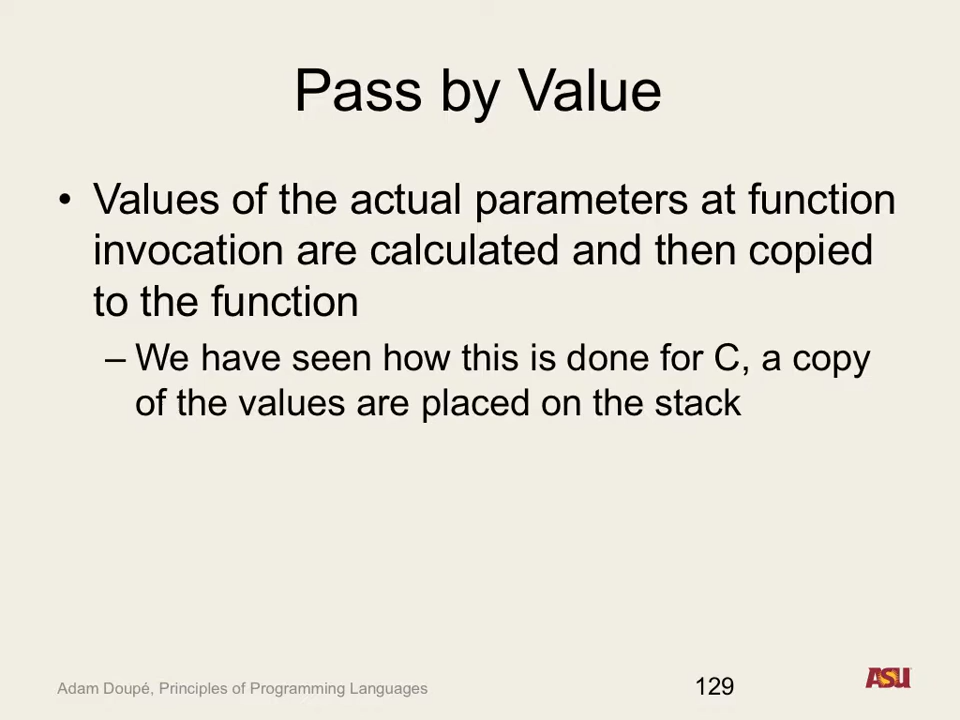 Pass by Value
• Values of the actual parameters at function
invocation are calculated and then copied
to the function
– We have seen how this is done for C, a copy
of the values are placed on the stack
Adam Doupé, Principles of Programming Languages
129
ASU